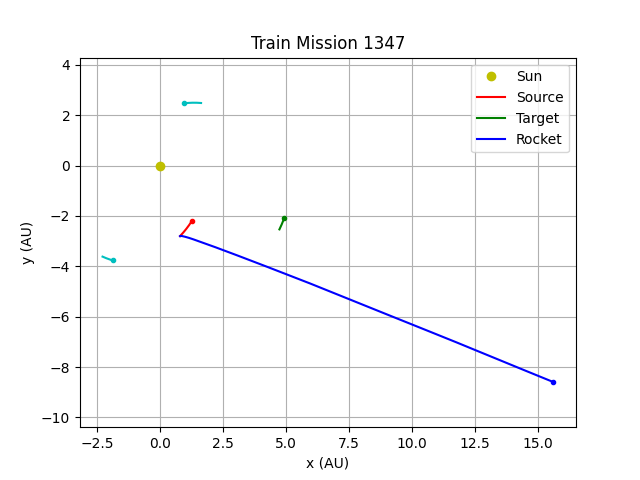 Train Mission 1347
Sun
Source
Target
Rocket
4
2
0
−2
−4
−6
−8
−10
y (AU)
−2.5 0.0 2.5 5.0 7.5 10.0 12.5 15.0
x (AU)